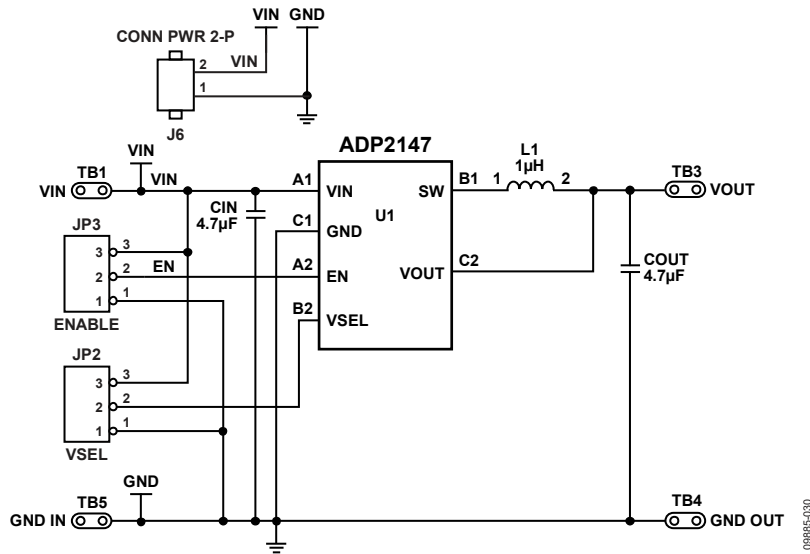 VIN GND
CONN PWR 2-P
2 VIN
1
J6
ADP2147
VIN
TB1
VIN
VIN
A1
VIN
SW
B1
1
L1
1µH
2
TB3
VOUT
CIN
4.7µF
C1
GND
U1
JP3
3 3
2 2
EN
A2
EN
VOUT
C2
COUT
4.7µF
1 1
ENABLE
B2
VSEL
JP2
3 3
2 2
1 1
VSEL
GND
TB5
GND IN
TB4
GND OUT
09885-030